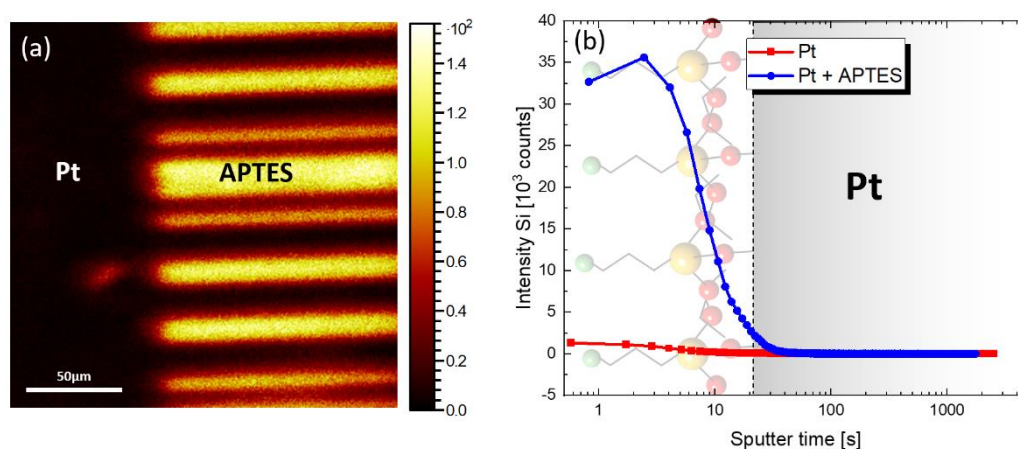 (a)
Pt
APTES
50μm
·10²
1.4
1.2
1.0
0.8
0.6
0.4
0.2
0.0
(b)
Pt
Pt + APTES
Pt
Intensity Si [10³ counts]
40
35
30
25
20
15
10
5
0
-5
1
10
100
1000
Sputter time [s]